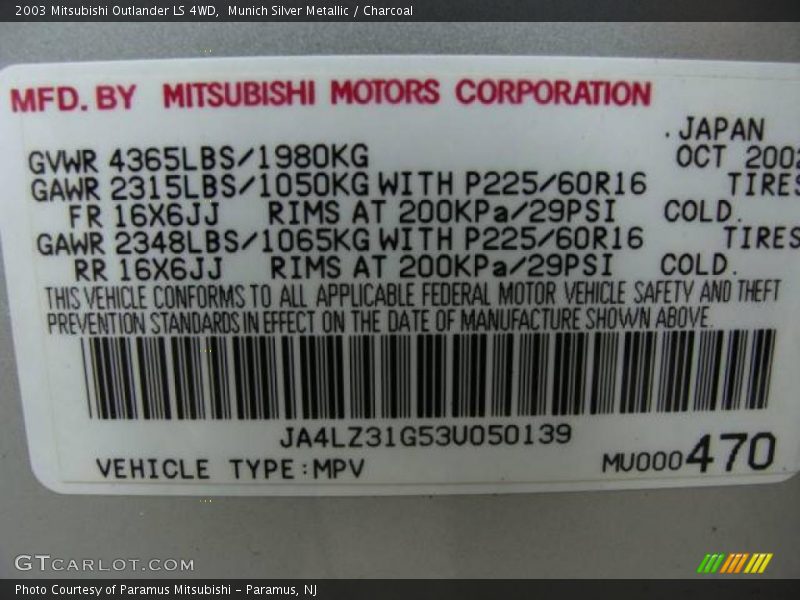 2003 Mitsubishi Outlander LS 4WD,  Munich Silver Metallic / Charcoal
MFD. BY MITSUBISHI MOTORS CORPORATION
.JAPAN
GVWR 4365LBS/1980KG OCT
GAWR 2315LBS/1050KG WITH P225/60R16 TIRES
FR 16X6JJ RIMS AT 200KPa/29PSI COLD.
GAWR 2348LBS/1065KG WITH P225/60R16 TIRES
RR 16X6JJ RIMS AT 200KPa/29PSI COLD.
THIS VEHICLE CONFORMS TO ALL APPLICABLE FEDERAL MOTOR VEHICLE SAFETY AND THEFT
PREVENTION STANDARDS IN EFFECT ON THE DATE OF MANUFACTURE SHOWN ABOVE.
JA4LZ31G53U050139
VEHICLE TYPE:MPV MU000470
GTCARLOT.COM
Photo Courtesy of Paramus Mitsubishi - Paramus, NJ